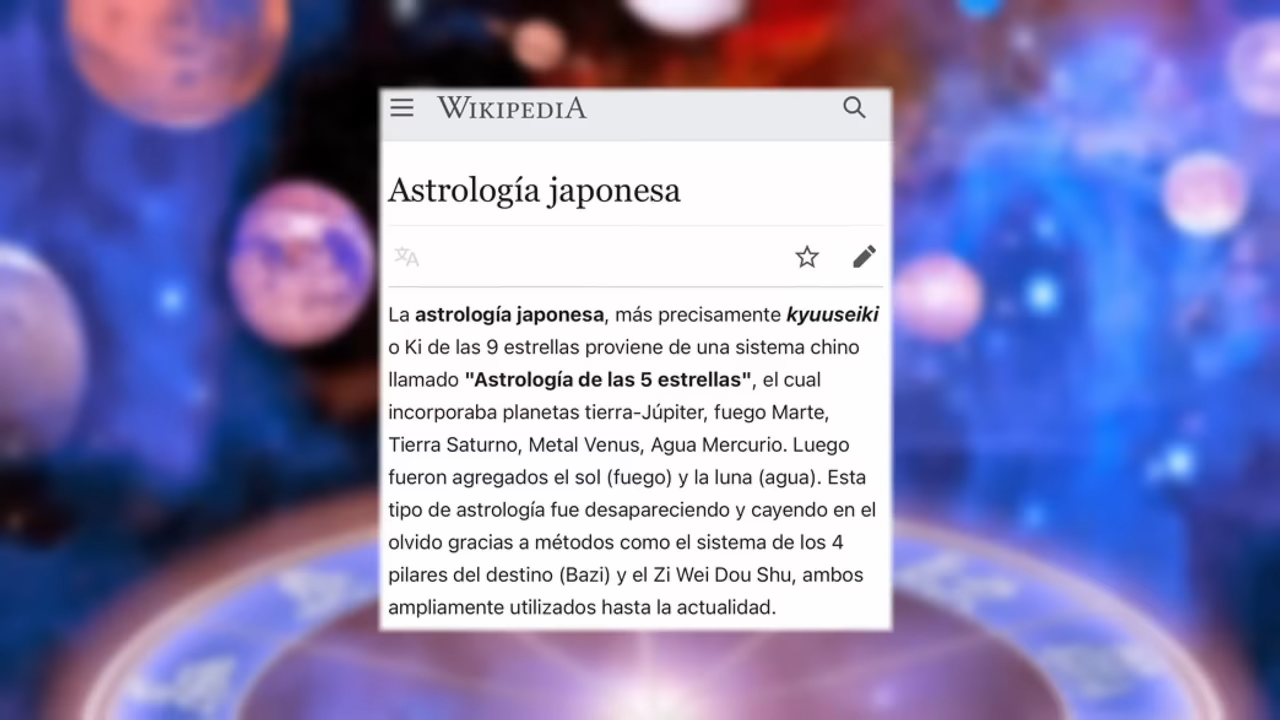 WIKIPEDIA
Astrología japonesa
La astrología japonesa, más precisamente kyuuseiki
o Ki de las 9 estrellas proviene de una sistema chino
llamado "Astrología de las 5 estrellas", el cual
incorporaba planetas tierra-Júpiter, fuego Marte,
Tierra Saturno, Metal Venus, Agua Mercurio. Luego
fueron agregados el sol (fuego) y la luna (agua). Esta
tipo de astrología fue desapareciendo y cayendo en el
olvido gracias a métodos como el sistema de los 4
pilares del destino (Bazi) y el Zi Wei Dou Shu, ambos
ampliamente utilizados hasta la actualidad.